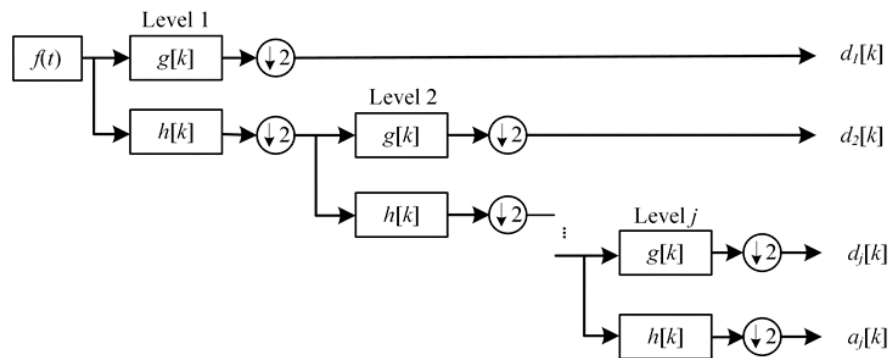 Level 1
f(t)
g[k]
↓2
d₁[k]
Level 2
h[k]
↓2
g[k]
↓2
d₂[k]
h[k]
↓2
...
Level j
g[k]
↓2
dⱼ[k]
h[k]
↓2
aⱼ[k]